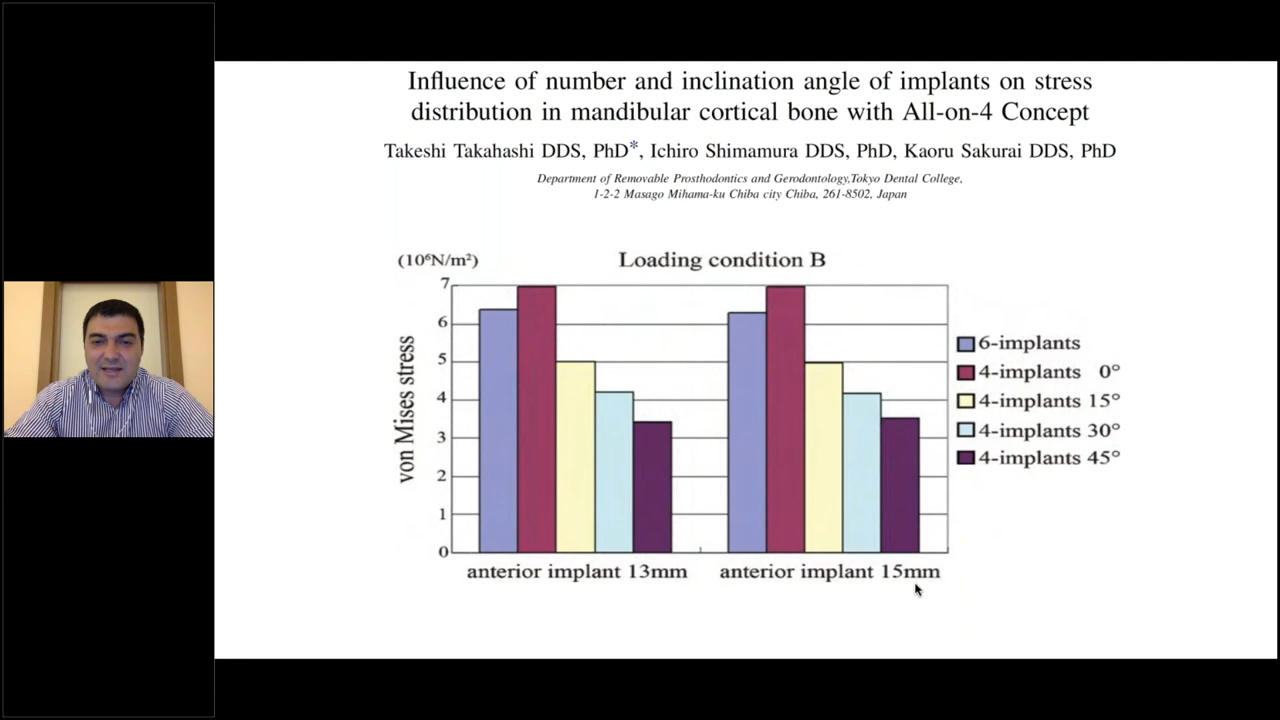 Influence of number and inclination angle of implants on stress
distribution in mandibular cortical bone with All-on-4 Concept
Takeshi Takahashi DDS, PhD*, Ichiro Shimamura DDS, PhD, Kaoru Sakurai DDS, PhD
Department of Removable Prosthodontics and Gerodontology,Tokyo Dental College,
1-2-2 Masago Mihama-ku Chiba city Chiba, 261-8502, Japan
(10⁶N/m²)
Loading condition B
7
6
5
4
3
2
1
0
von Mises stress
anterior implant 13mm
anterior implant 15mm
6-implants
4-implants 0°
4-implants 15°
4-implants 30°
4-implants 45°